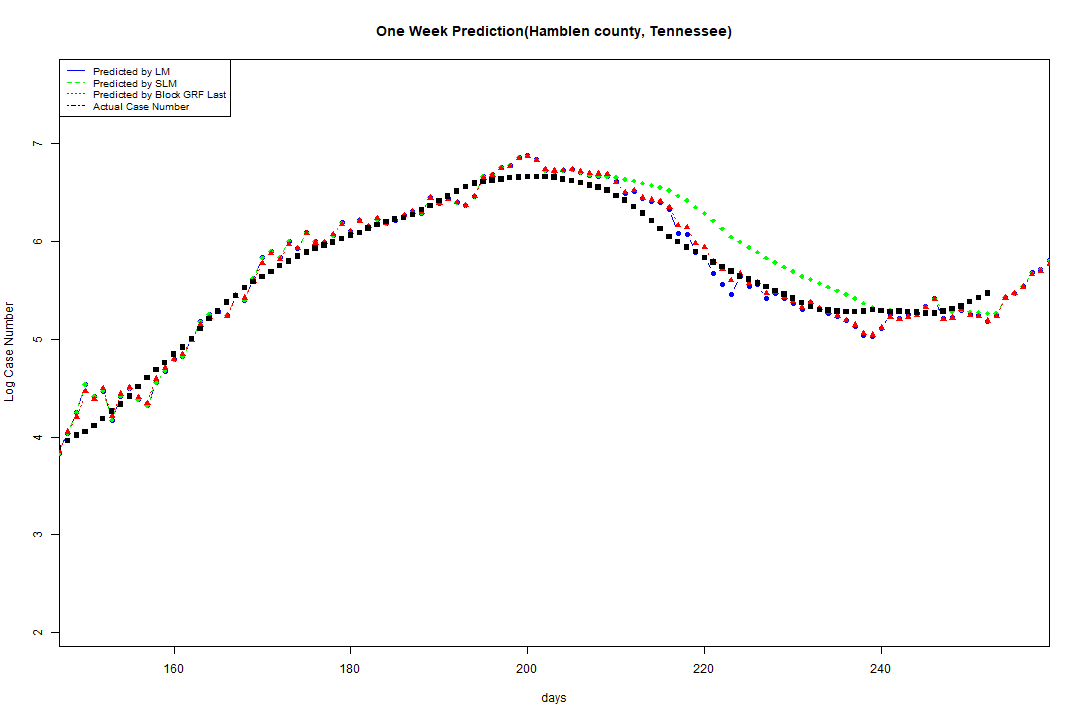 One Week Prediction(Hamblen county, Tennessee)
Predicted by LM
Predicted by SLM
Predicted by Block GRF Last
Actual Case Number
7
6
5
4
3
2
Log Case Number
160 180 200 220 240
days